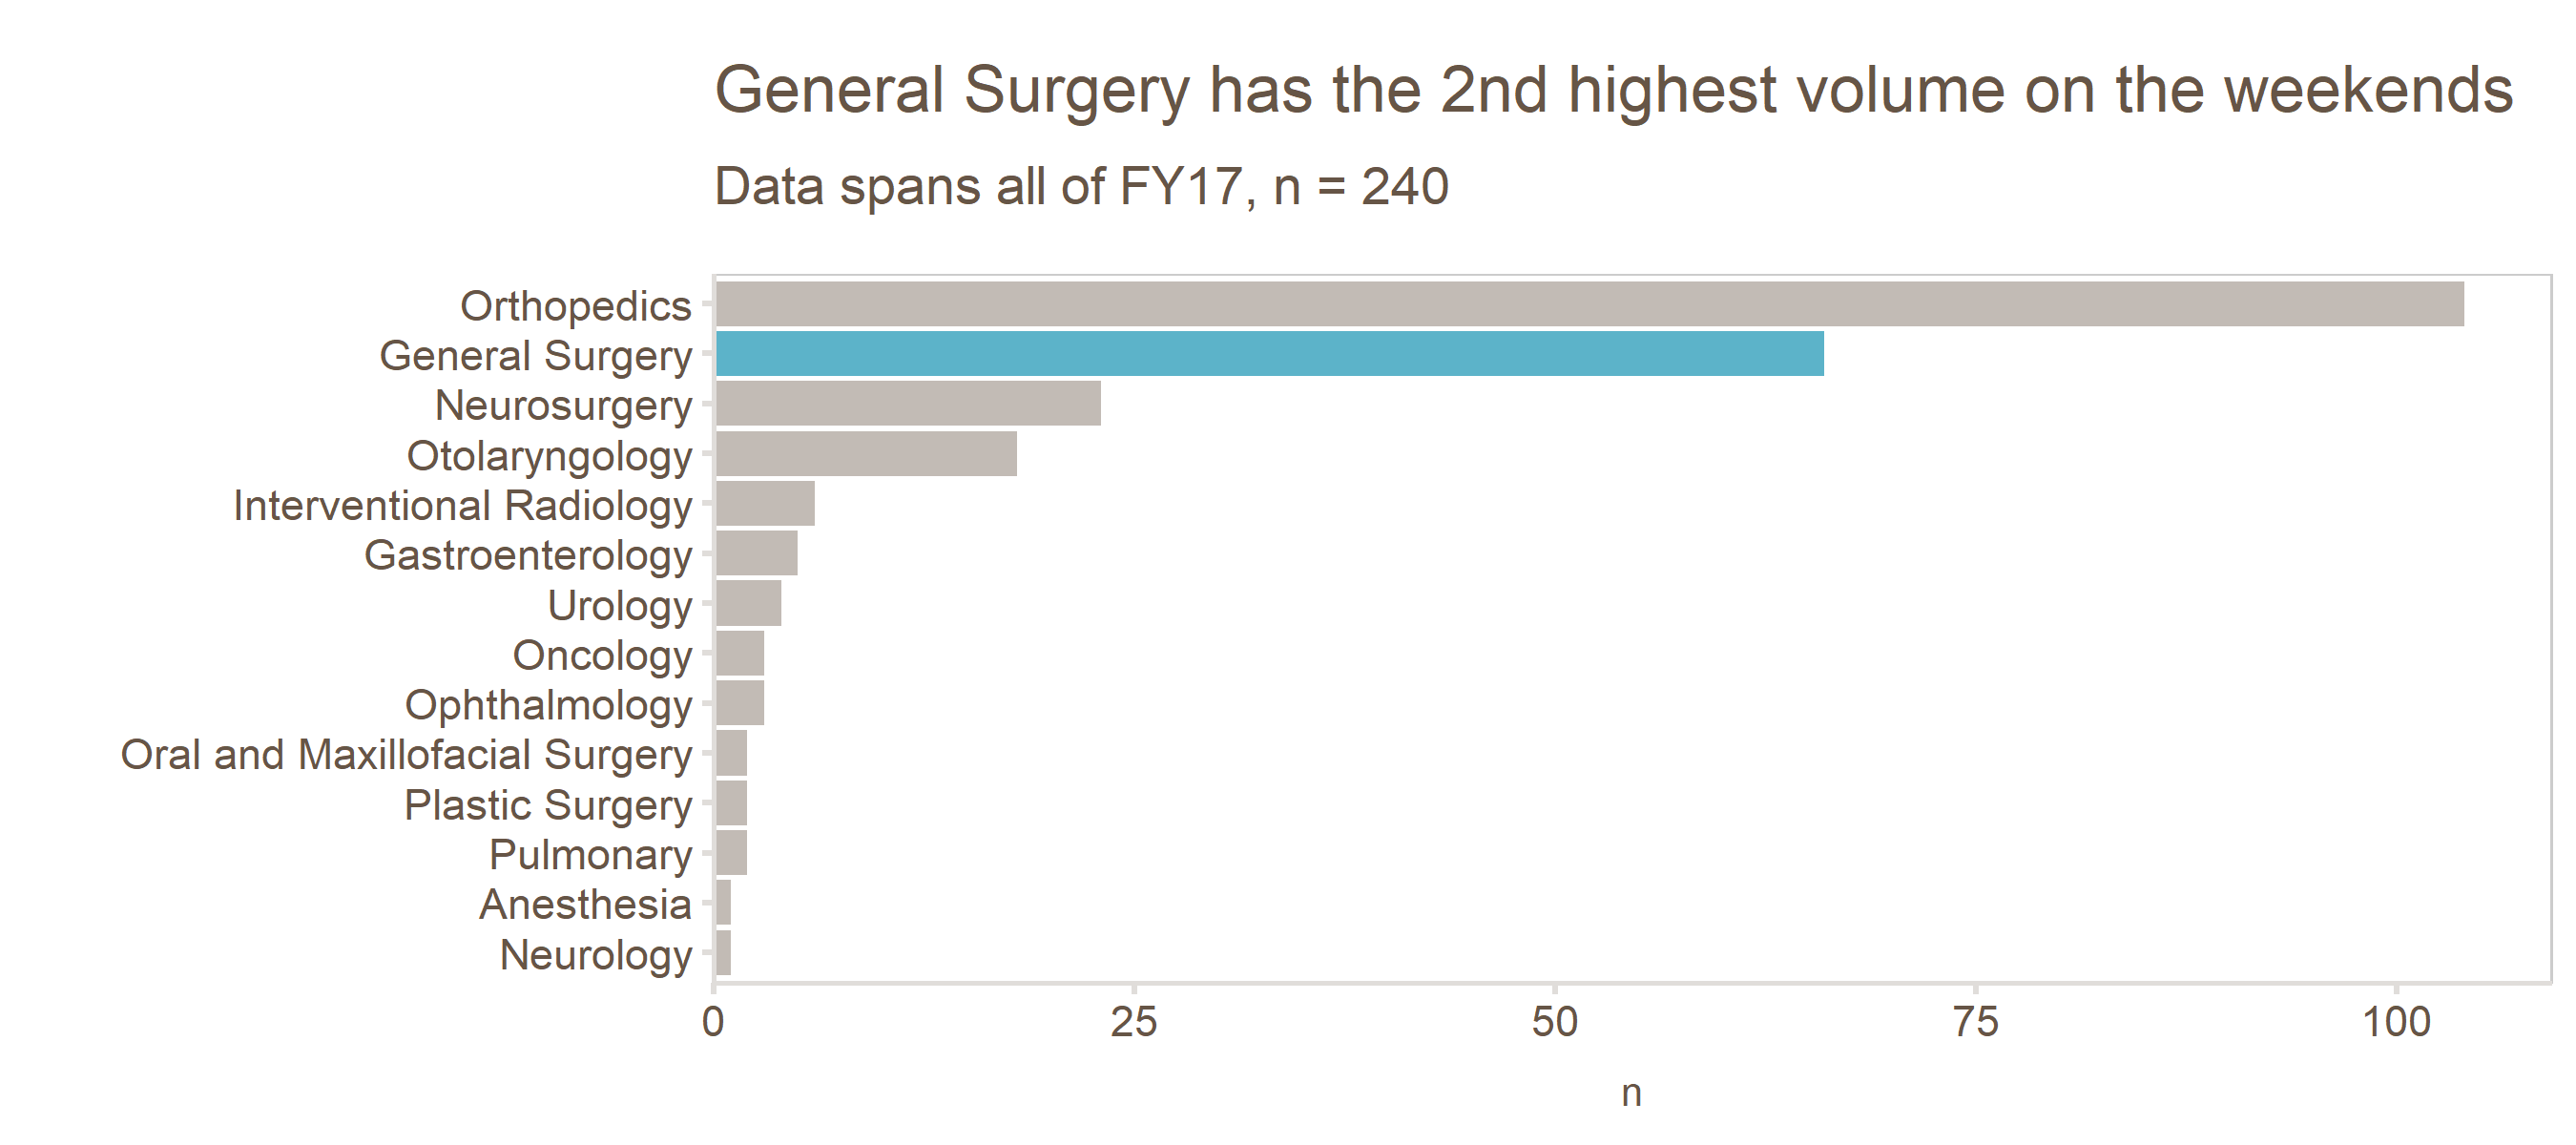 General Surgery has the 2nd highest volume on the weekends
Data spans all of FY17, n = 240
Orthopedics
General Surgery
Neurosurgery
Otolaryngology
Interventional Radiology
Gastroenterology
Urology
Oncology
Ophthalmology
Oral and Maxillofacial Surgery
Plastic Surgery
Pulmonary
Anesthesia
Neurology
0 25 50 75 100
n